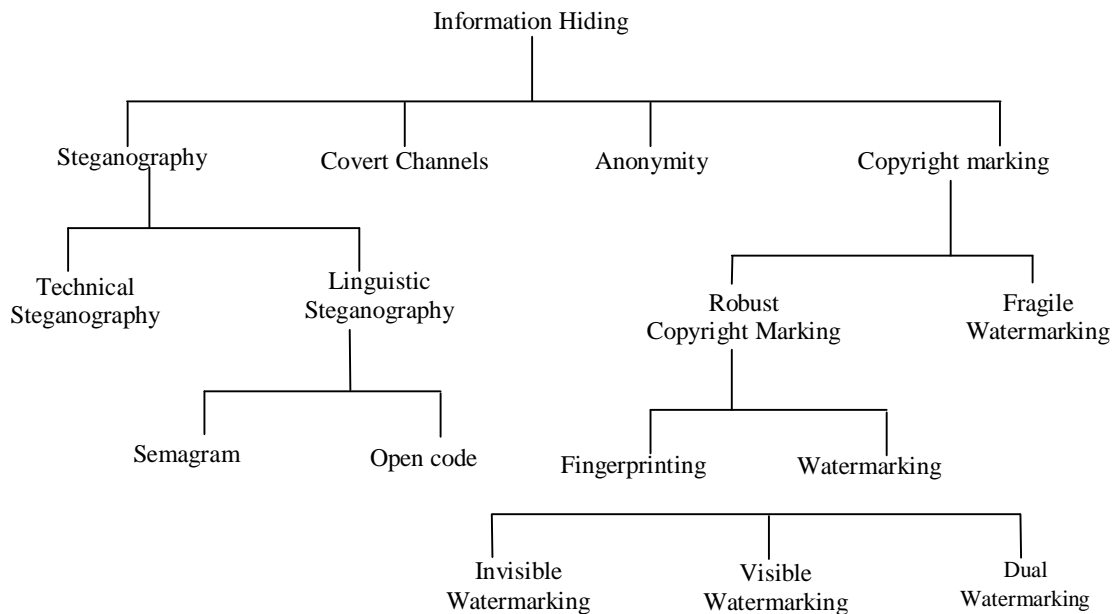 Information Hiding
Steganography
Covert Channels
Anonymity
Copyright marking
Technical
Steganography
Linguistic
Steganography
Robust
Copyright Marking
Fragile
Watermarking
Semagram
Open code
Fingerprinting
Watermarking
Invisible
Watermarking
Visible
Watermarking
Dual
Watermarking